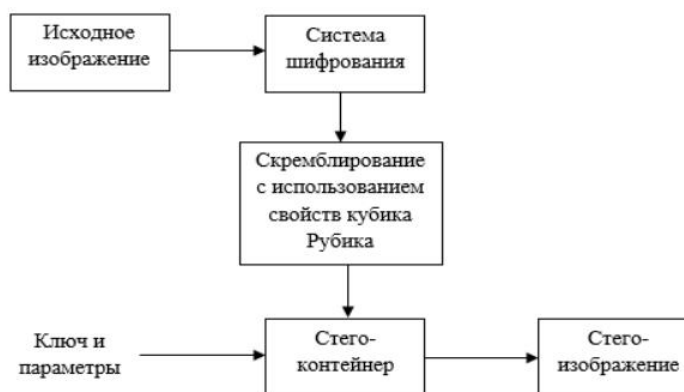 Исходное
изображение
Система
шифрования
Скремблирование
с использованием
свойств кубика
Рубика
Ключ и
параметры
Стего-
контейнер
Стего-
изображение